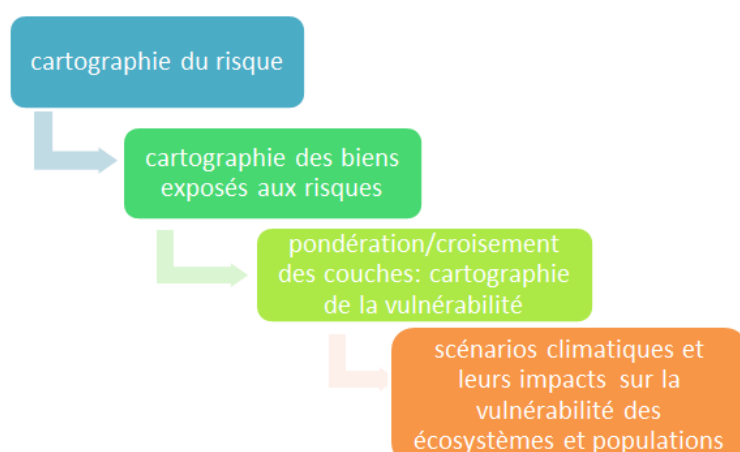 cartographie du risque
cartographie des biens
exposés aux risques
pondération/croisement
des couches: cartographie
de la vulnérabilité
scénarios climatiques et
leurs impacts sur la
vulnérabilité des
écosystèmes et populations